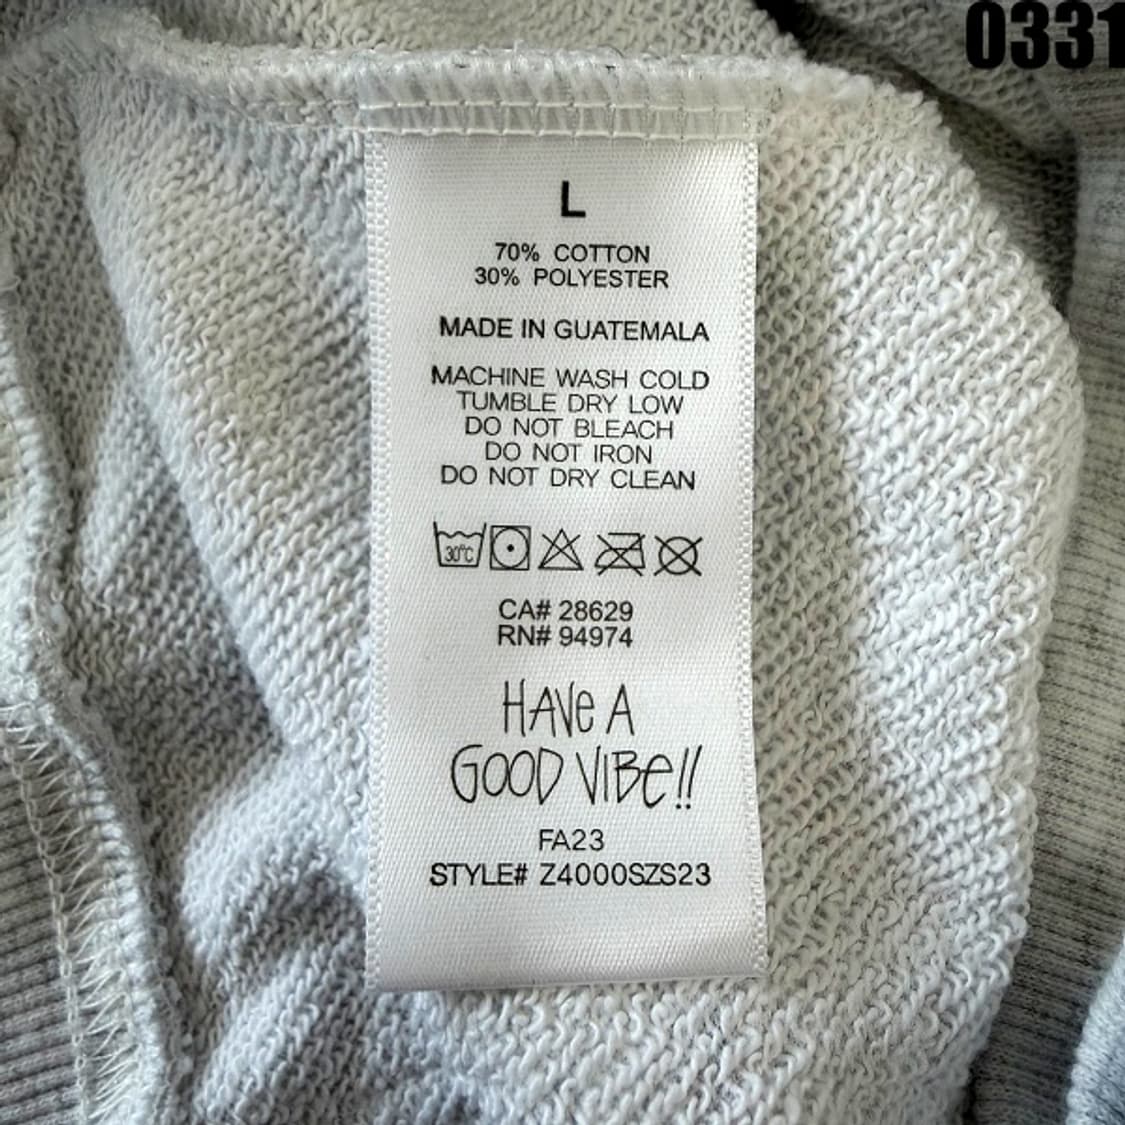 0331
L
70% COTTON
30% POLYESTER
MADE IN GUATEMALA
MACHINE WASH COLD
TUMBLE DRY LOW
DO NOT BLEACH
DO NOT IRON
DO NOT DRY CLEAN
30°C
CA# 28629
RN# 94974
HAVe A
GOOD VIBe!!
FA23
STYLE# Z4000SZS23